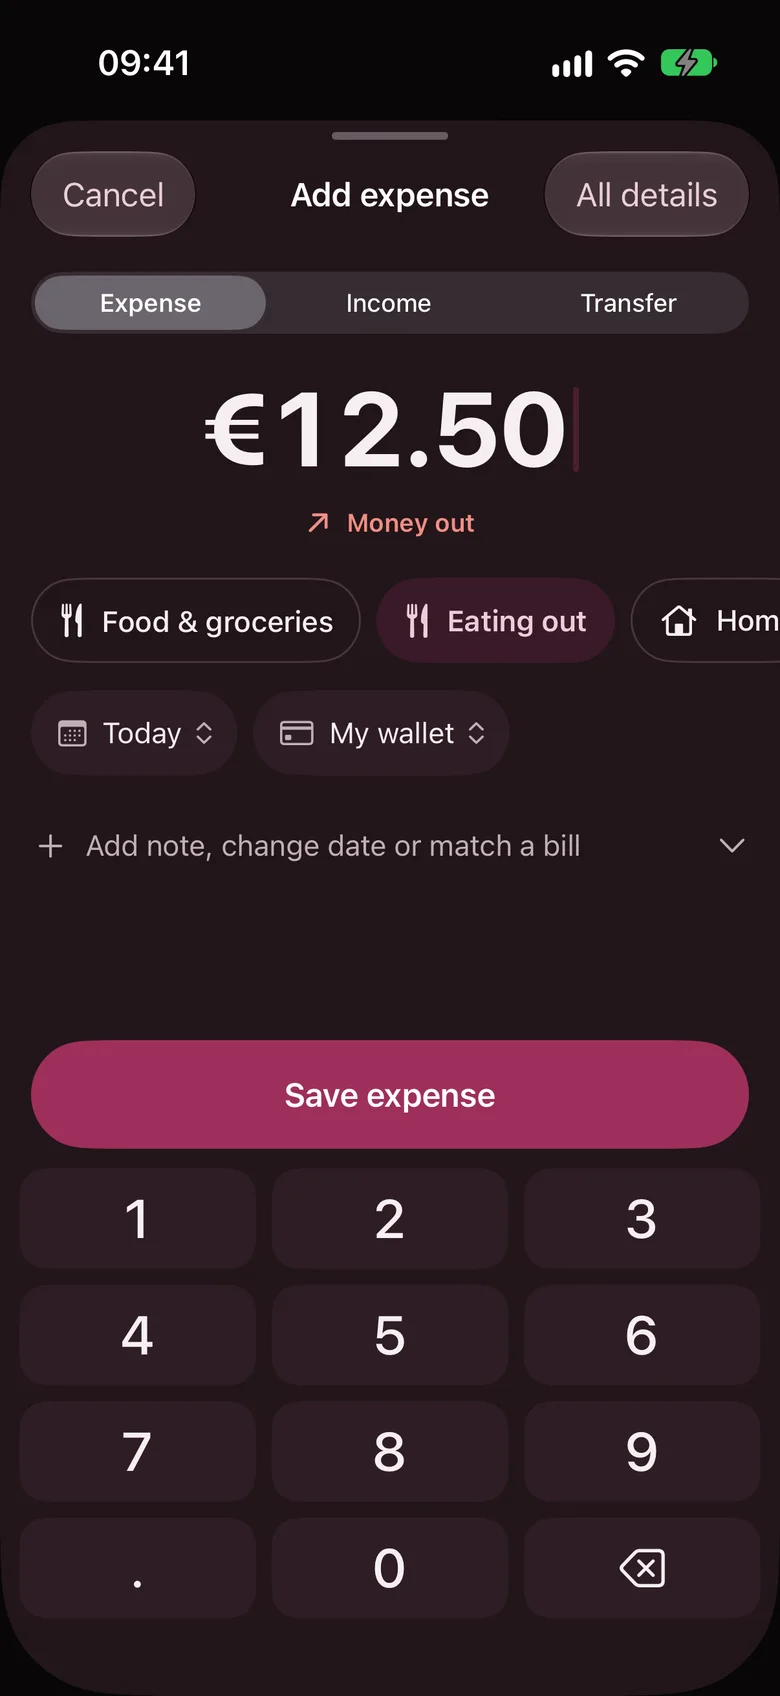 09:41
Cancel
Add expense
All details
Expense
Income
Transfer
€12.50
Money out
Food & groceries
Eating out
Hom
Today
My wallet
Add note, change date or match a bill
Save expense
1
2
3
4
5
6
7
8
9
.
0